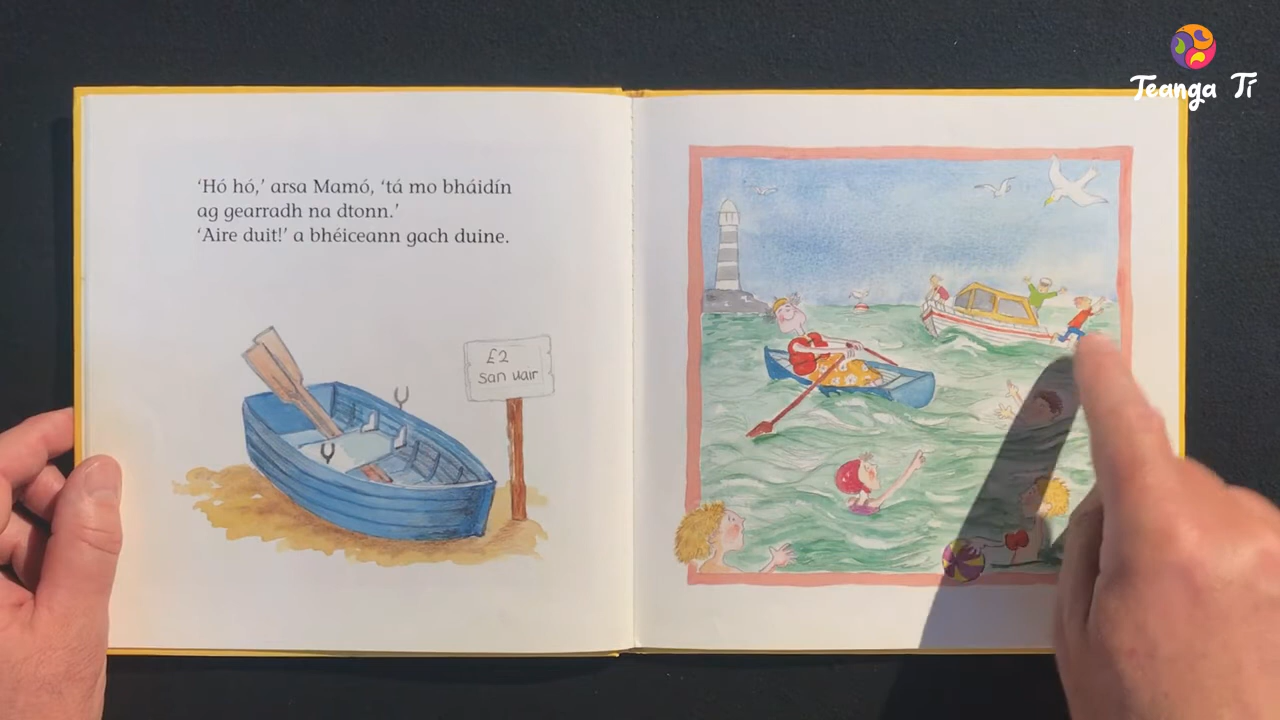 ‘Hó hó,’ arsa Mamó, ‘tá mo bháidín
ag gearradh na dtonn.’
‘Aire duit!’ a bhéiceann gach duine.
£2
san uair
Teanga Tí